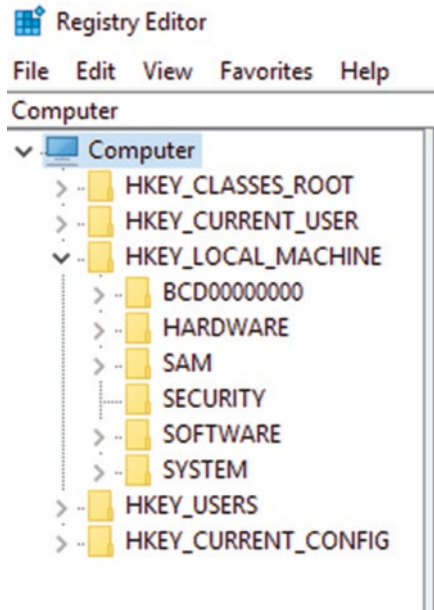 Registry Editor
File Edit View Favorites Help
Computer
Computer
HKEY_CLASSES_ROOT
HKEY_CURRENT_USER
HKEY_LOCAL_MACHINE
BCD00000000
HARDWARE
SAM
SECURITY
SOFTWARE
SYSTEM
HKEY_USERS
HKEY_CURRENT_CONFIG